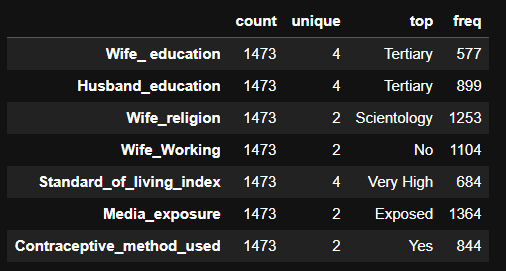 count unique top freq
Wife_ education 1473 4 Tertiary 577
Husband_education 1473 4 Tertiary 899
Wife_religion 1473 2 Scientology 1253
Wife_Working 1473 2 No 1104
Standard_of_living_index 1473 4 Very High 684
Media_exposure 1473 2 Exposed 1364
Contraceptive_method_used 1473 2 Yes 844